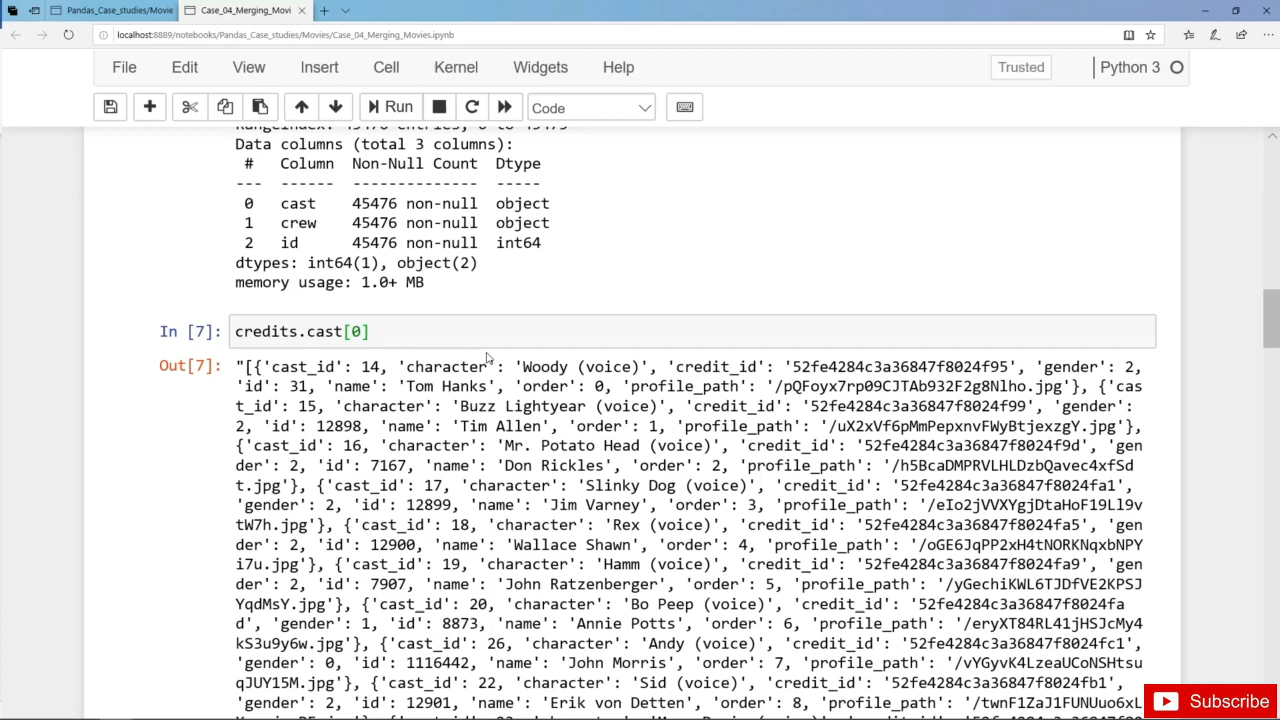 Pandas_Case_studies/Movie
Case_04_Merging_Movi
localhost:8889/notebooks/Pandas_Case_studies/Movies/Case_04_Merging_Movies.ipynb
File Edit View Insert Cell Kernel Widgets Help Trusted Python 3
Run Code
Data columns (total 3 columns):
# Column Non-Null Count Dtype
--- ------ -------------- -----
0 cast 45476 non-null object
1 crew 45476 non-null object
2 id 45476 non-null int64
dtypes: int64(1), object(2)
memory usage: 1.0+ MB
In [7]: credits.cast[0]
Out[7]: "[{'cast_id': 14, 'character': 'Woody (voice)', 'credit_id': '52fe4284c3a36847f8024f95', 'gender': 2,
'id': 31, 'name': 'Tom Hanks', 'order': 0, 'profile_path': '/pQFoyx7rp09CJTAb932F2g8Nlho.jpg'}, {'cas
t_id': 15, 'character': 'Buzz Lightyear (voice)', 'credit_id': '52fe4284c3a36847f8024f99', 'gender':
2, 'id': 12898, 'name': 'Tim Allen', 'order': 1, 'profile_path': '/uX2xVf6pMmPepxnvFWyBtjexzgY.jpg'},
{'cast_id': 16, 'character': 'Mr. Potato Head (voice)', 'credit_id': '52fe4284c3a36847f8024f9d', 'gen
der': 2, 'id': 7167, 'name': 'Don Rickles', 'order': 2, 'profile_path': '/h5BcaDMPRVLHLDzbQavec4xfSd
t.jpg'}, {'cast_id': 17, 'character': 'Slinky Dog (voice)', 'credit_id': '52fe4284c3a36847f8024fa1',
'gender': 2, 'id': 12899, 'name': 'Jim Varney', 'order': 3, 'profile_path': '/eIo2jVVXYgjDtaHoF19Ll9v
tW7h.jpg'}, {'cast_id': 18, 'character': 'Rex (voice)', 'credit_id': '52fe4284c3a36847f8024fa5', 'gen
der': 2, 'id': 12900, 'name': 'Wallace Shawn', 'order': 4, 'profile_path': '/oGE6JqPP2xH4tNORKNqxbNPY
i7u.jpg'}, {'cast_id': 19, 'character': 'Hamm (voice)', 'credit_id': '52fe4284c3a36847f8024fa9', 'gen
der': 2, 'id': 7907, 'name': 'John Ratzenberger', 'order': 5, 'profile_path': '/yGechiKWL6TJDfVE2KPSJ
YqdMsY.jpg'}, {'cast_id': 20, 'character': 'Bo Peep (voice)', 'credit_id': '52fe4284c3a36847f8024fa
d', 'gender': 1, 'id': 8873, 'name': 'Annie Potts', 'order': 6, 'profile_path': '/eryXT84RL41jHSJcMy4
kS3u9y6w.jpg'}, {'cast_id': 26, 'character': 'Andy (voice)', 'credit_id': '52fe4284c3a36847f8024fc1',
'gender': 0, 'id': 1116442, 'name': 'John Morris', 'order': 7, 'profile_path': '/vYGyvK4LzeaUCoNSHtsu
qJUY15M.jpg'}, {'cast_id': 22, 'character': 'Sid (voice)', 'credit_id': '52fe4284c3a36847f8024fb1',
'gender': 2, 'id': 12901, 'name': 'Erik von Detten', 'order': 8, 'profile_path': '/twnF1ZaJ1FUNUuo6xL
Subscribe